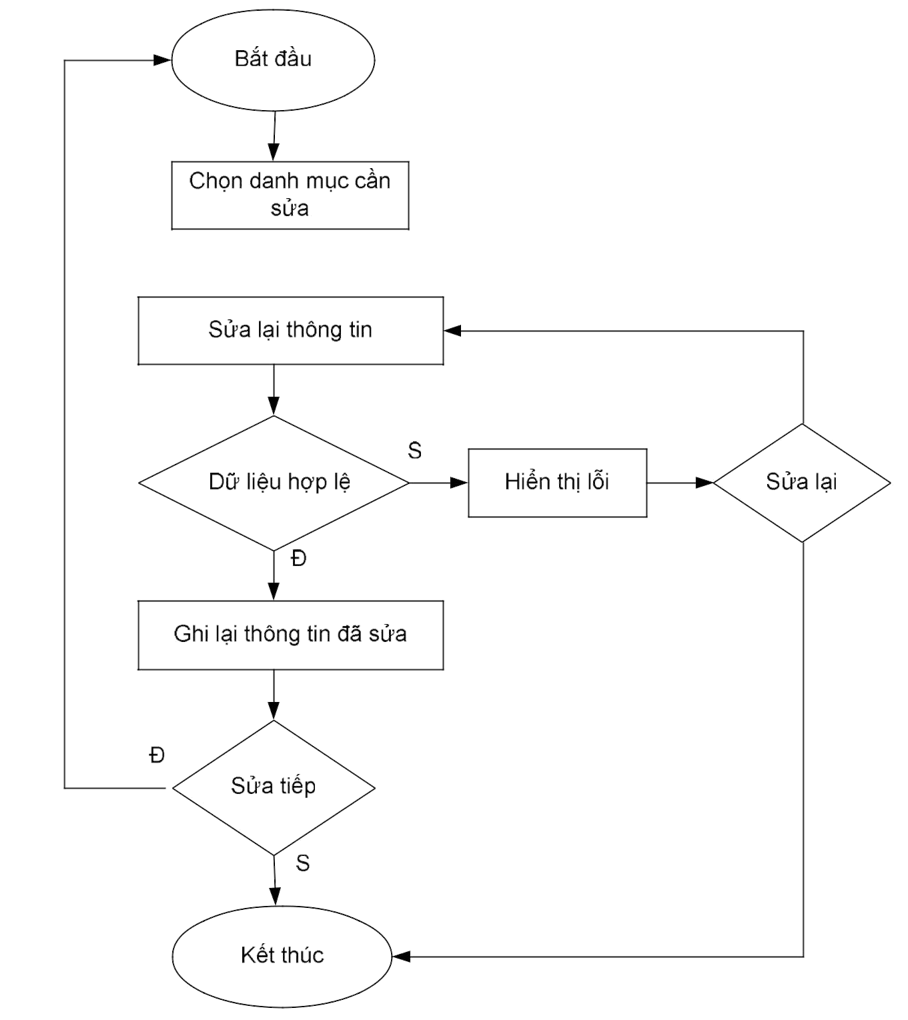 Bắt đầu
Chọn danh mục cần
sửa
Sửa lại thông tin
Dữ liệu hợp lệ
S
Hiển thị lỗi
Sửa lại
Đ
Ghi lại thông tin đã sửa
Đ
Sửa tiếp
S
Kết thúc